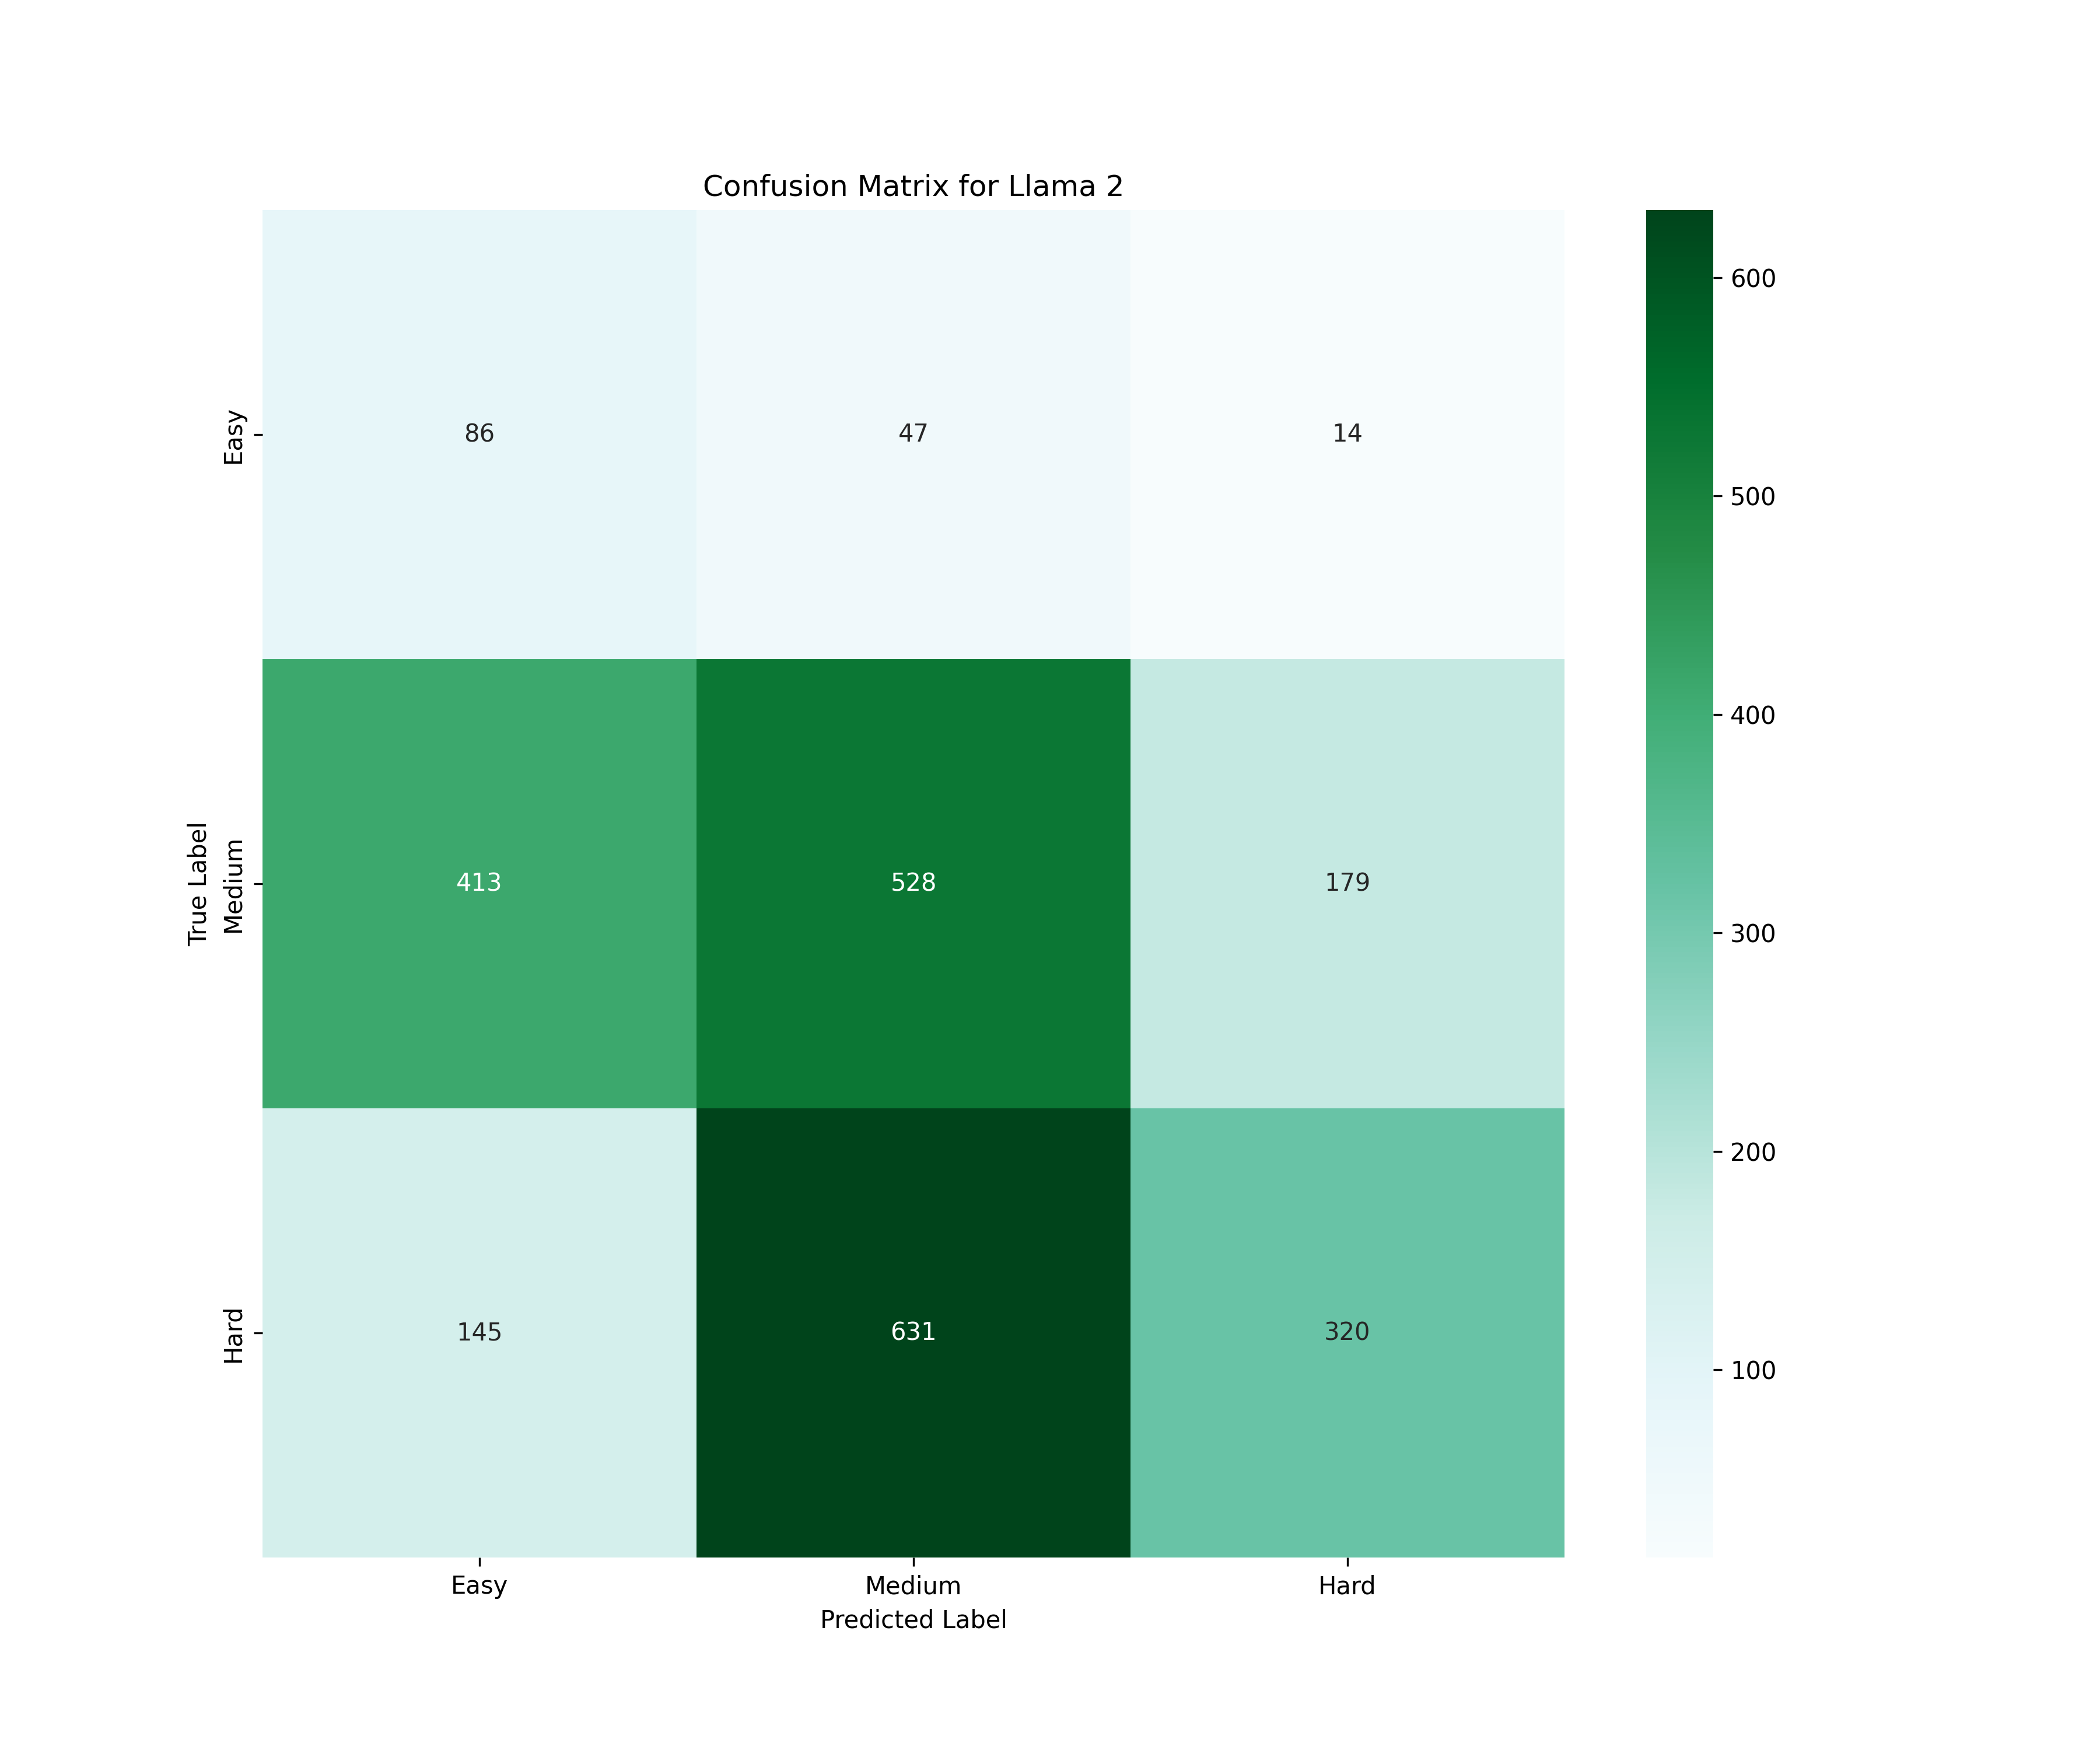 Confusion Matrix for Llama 2
True Label
Easy
86 47 14
Medium
413 528 179
Hard
145 631 320
Easy Medium Hard
Predicted Label
600
500
400
300
200
100